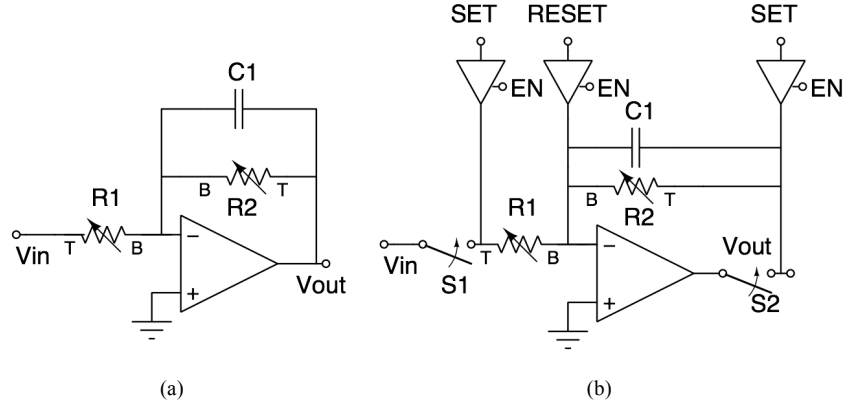 SET RESET SET
EN EN EN
C1
C1
B T
R2
R1
B T
R2
R1
Vin T B
−
+
Vout
Vin
S1
T B
−
+
Vout
S2
(a) (b)